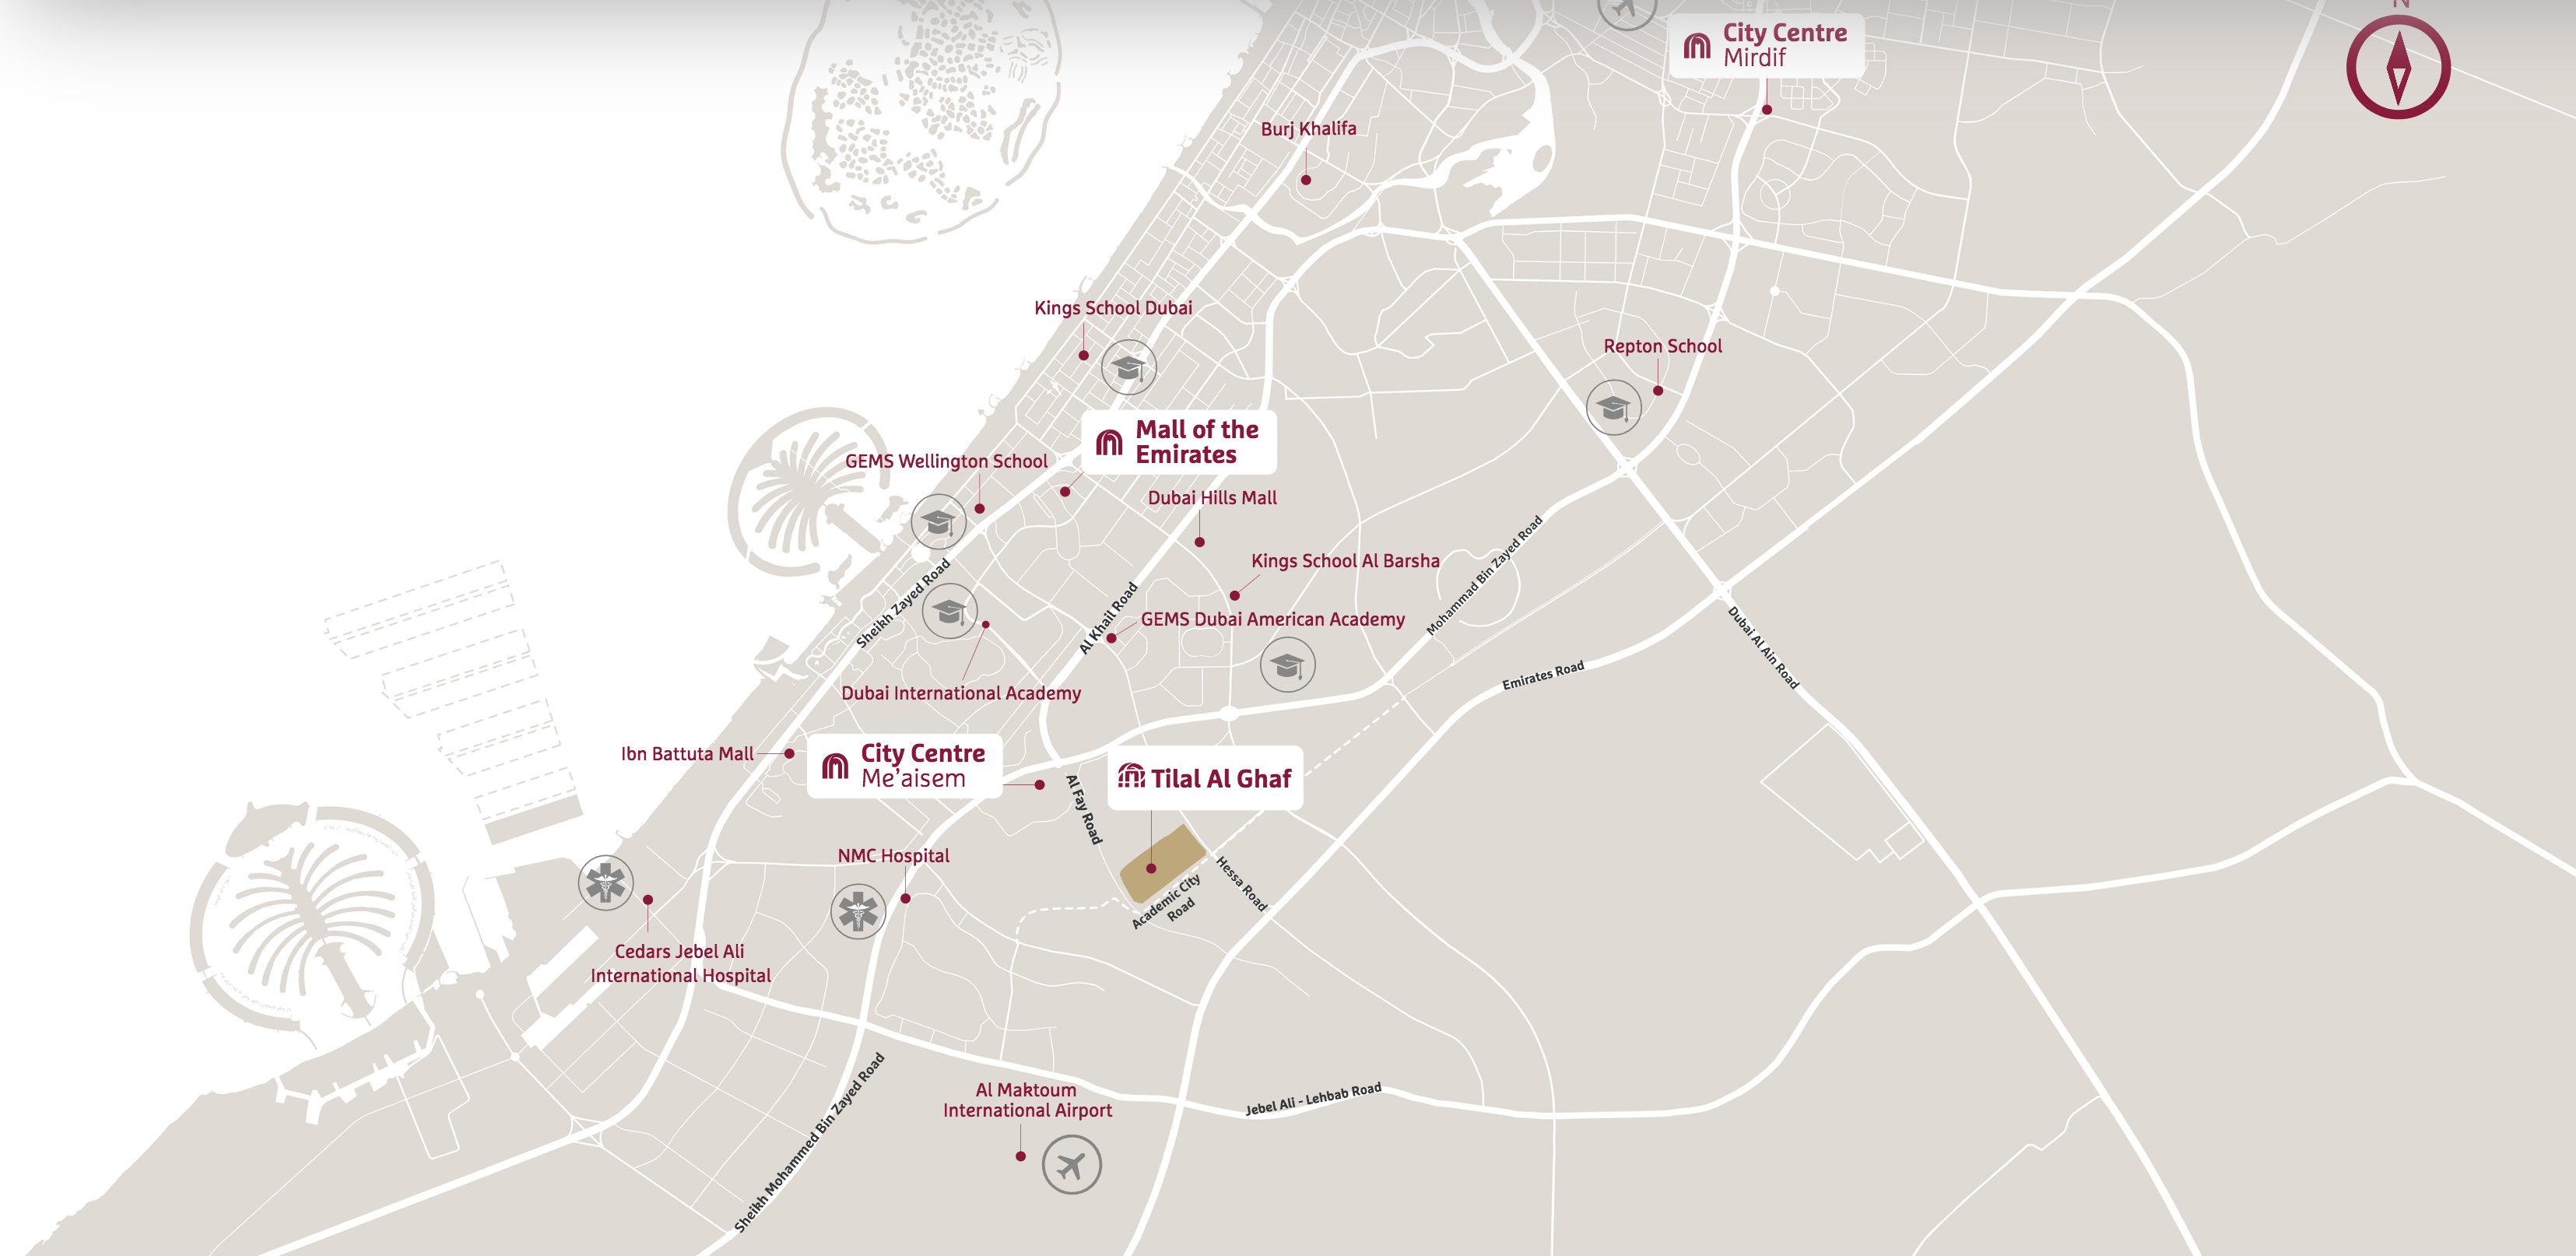 N
City Centre
Mirdif
Burj Khalifa
Kings School Dubai
Repton School
Mall of the
Emirates
GEMS Wellington School
Dubai Hills Mall
Kings School Al Barsha
Mohammad Bin Zayed Road
Sheikh Zayed Road
Al Khail Road
GEMS Dubai American Academy
Dubai Al Ain Road
Emirates Road
Dubai International Academy
Ibn Battuta Mall
City Centre
Me’aisem
Tilal Al Ghaf
Al Fay Road
NMC Hospital
Hessa Road
Academic City
Road
Cedars Jebel Ali
International Hospital
Sheikh Mohammed Bin Zayed Road
Al Maktoum
International Airport
Jebel Ali - Lehbab Road